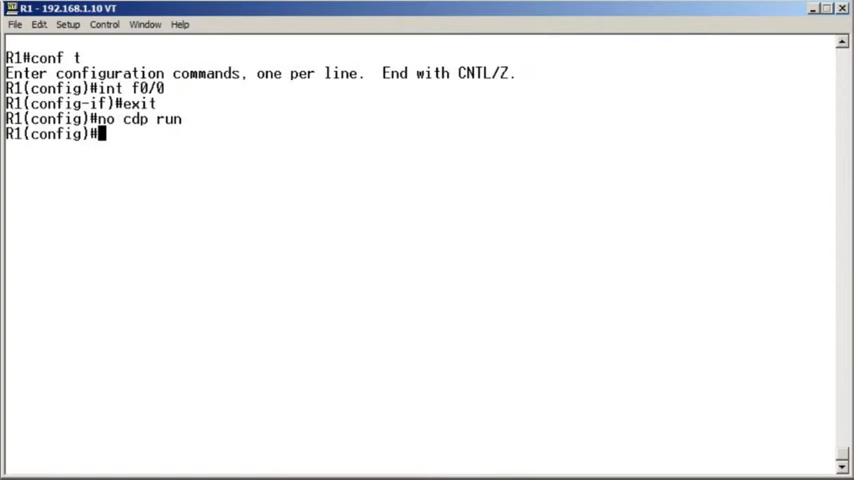 R1 - 192.168.1.10 VT
File Edit Setup Control Window Help
R1#conf t
Enter configuration commands, one per line.  End with CNTL/Z.
R1(config)#int f0/0
R1(config-if)#exit
R1(config)#no cdp run
R1(config)#